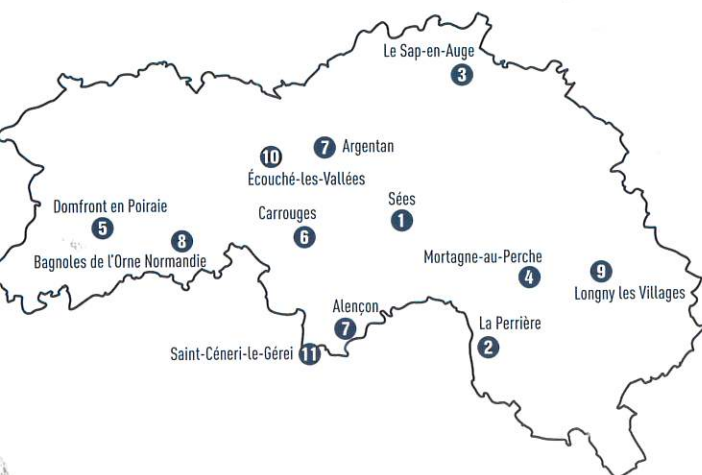 Le Sap-en-Auge
3
7 Argentan
10
Écouché-les-Vallées
Domfront en Poiraie
5
Carrouges
6
Sées
1
8
Bagnoles de l'Orne Normandie
Mortagne-au-Perche
4
9
Longny les Villages
Alençon
7
La Perrière
2
Saint-Céneri-le-Gérei 11